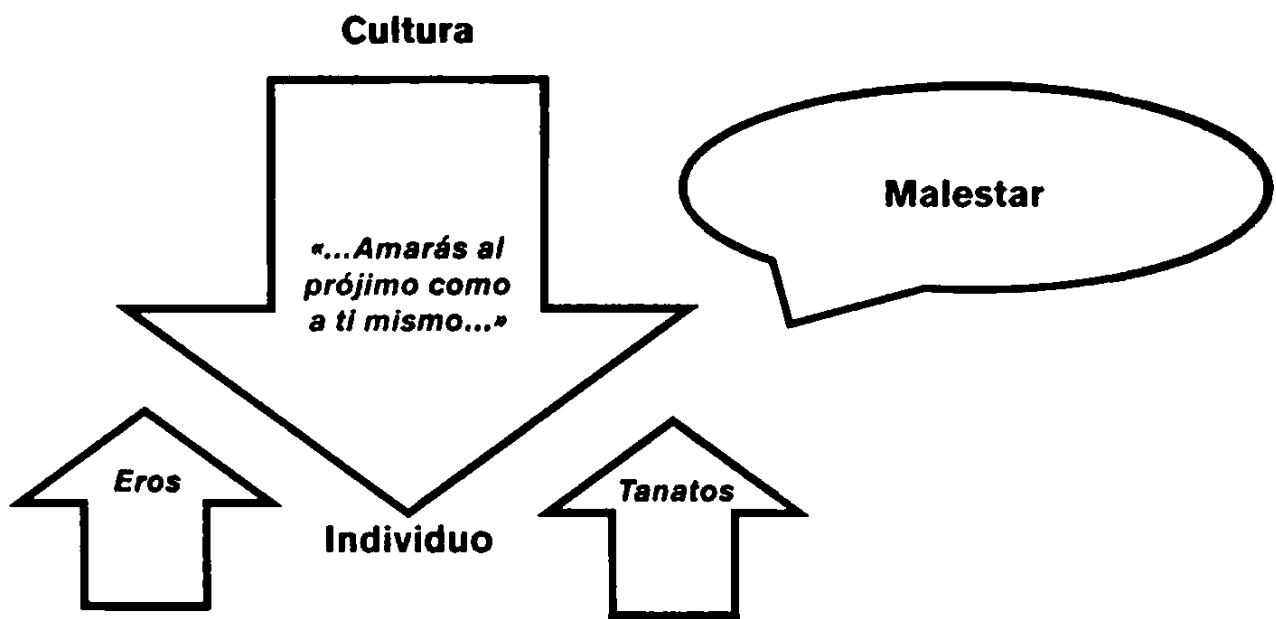 Cultura
Malestar
«...Amarás al
prójimo como
a ti mismo...»
Eros
Tanatos
Individuo